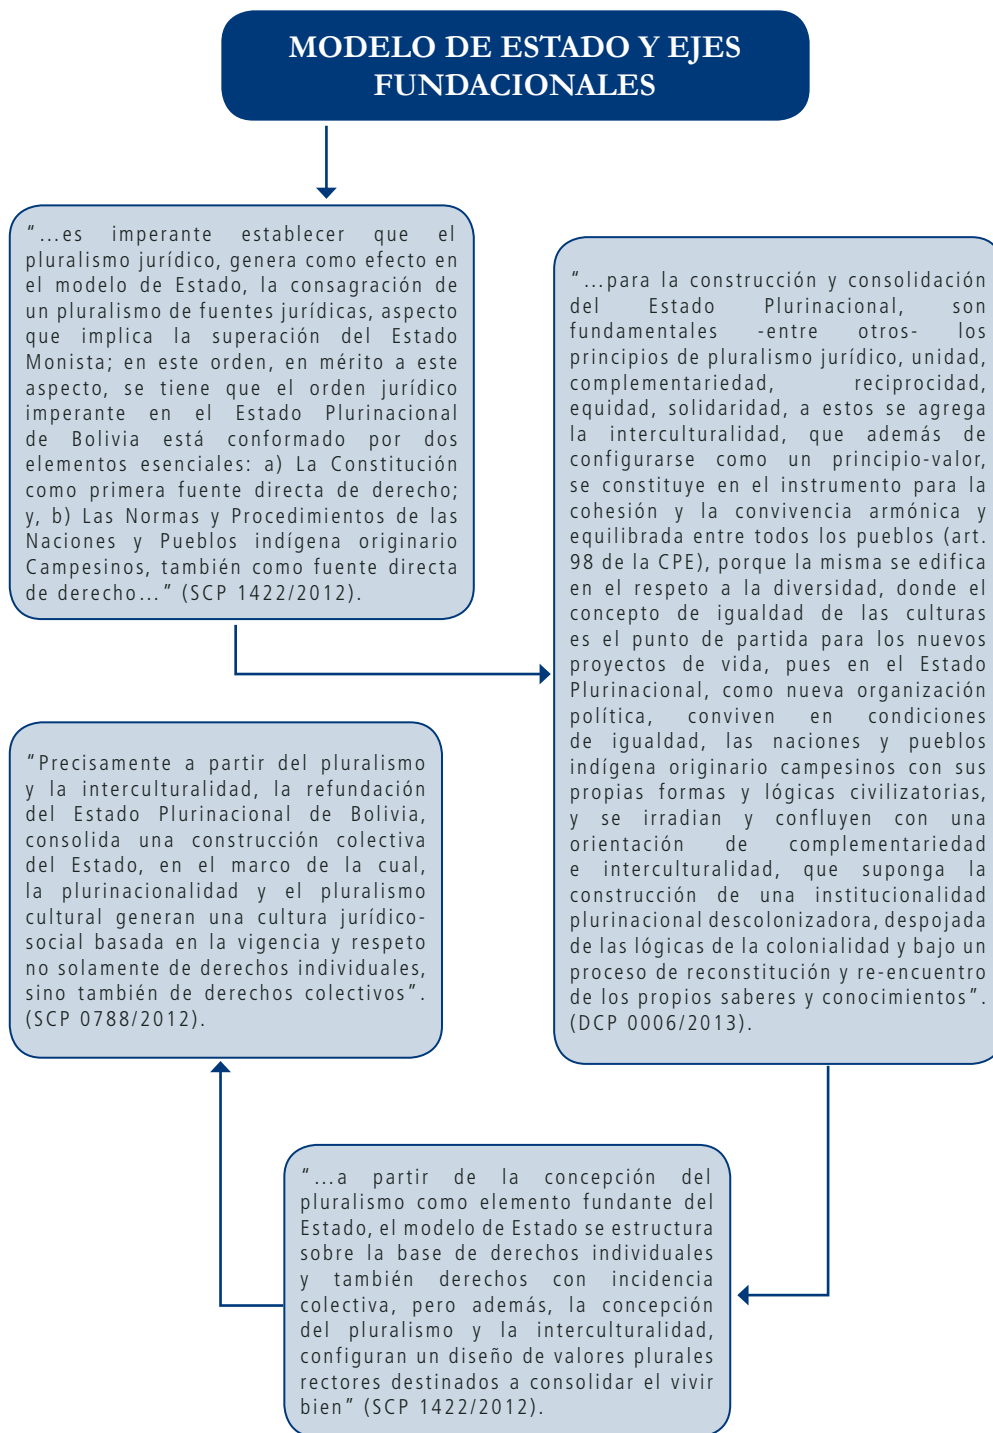 MODELO DE ESTADO Y EJES
FUNDACIONALES
“...es imperante establecer que el
pluralismo jurídico, genera como efecto en
el modelo de Estado, la consagración de
un pluralismo de fuentes jurídicas, aspecto
que implica la superación del Estado
Monista; en este orden, en mérito a este
aspecto, se tiene que el orden jurídico
imperante en el Estado Plurinacional
de Bolivia está conformado por dos
elementos esenciales: a) La Constitución
como primera fuente directa de derecho;
y, b) Las Normas y Procedimientos de las
Naciones y Pueblos indígena originario
Campesinos, también como fuente directa
de derecho...” (SCP 1422/2012).
“...para la construcción y consolidación
del Estado Plurinacional, son
fundamentales -entre otros- los
principios de pluralismo jurídico, unidad,
complementariedad, reciprocidad,
equidad, solidaridad, a estos se agrega
la interculturalidad, que además de
configurarse como un principio-valor,
se constituye en el instrumento para la
cohesión y la convivencia armónica y
equilibrada entre todos los pueblos (art.
98 de la CPE), porque la misma se edifica
en el respeto a la diversidad, donde el
concepto de igualdad de las culturas
es el punto de partida para los nuevos
proyectos de vida, pues en el Estado
Plurinacional, como nueva organización
política, conviven en condiciones
de igualdad, las naciones y pueblos
indígena originario campesinos con sus
propias formas y lógicas civilizatorias,
y se irradian y confluyen con una
orientación de complementariedad
e interculturalidad, que suponga la
construcción de una institucionalidad
plurinacional descolonizadora, despojada
de las lógicas de la colonialidad y bajo un
proceso de reconstitución y re-encuentro
de los propios saberes y conocimientos”.
(DCP 0006/2013).
“...a partir de la concepción del
pluralismo como elemento fundante del
Estado, el modelo de Estado se estructura
sobre la base de derechos individuales
y también derechos con incidencia
colectiva, pero además, la concepción
del pluralismo y la interculturalidad,
configuran un diseño de valores plurales
rectores destinados a consolidar el vivir
bien” (SCP 1422/2012).
“Precisamente a partir del pluralismo
y la interculturalidad, la refundación
del Estado Plurinacional de Bolivia,
consolida una construcción colectiva
del Estado, en el marco de la cual,
la plurinacionalidad y el pluralismo
cultural generan una cultura jurídico-
social basada en la vigencia y respeto
no solamente de derechos individuales,
sino también de derechos colectivos”.
(SCP 0788/2012).